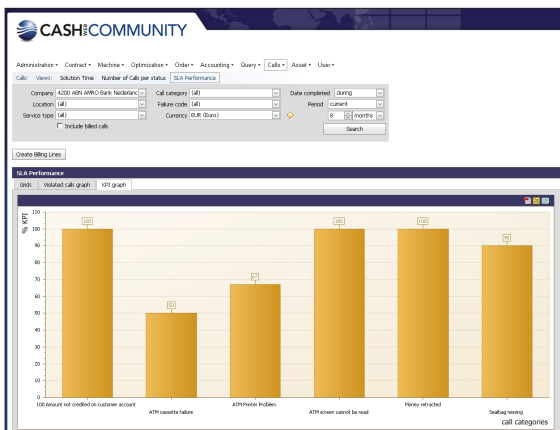 CASH WEB COMMUNITY
Administration Contract Machine Optimization Order Accounting Query Calls Asset User
Calls: Views: Solution Time Number of Calls per status SLA Performance
Company 4200 ABN AMRO Bank Nederlanc Call category (all) Date completed during
Location (all) Failure code (all) Period current
Service type (all) Currency EUR (Euro) 8 months
Include billed calls Search
Create Billing Lines
SLA Performance
Grids Violated calls graph KPI graph
% KPI
110
100
90
80
70
60
50
40
30
20
10
0
100 50 67 100 100 90
100 Amount not credited on customer account ATM Printer Problem Money retracted
ATM cassette failure ATM screen cannot be read Sealbag missing
call categories